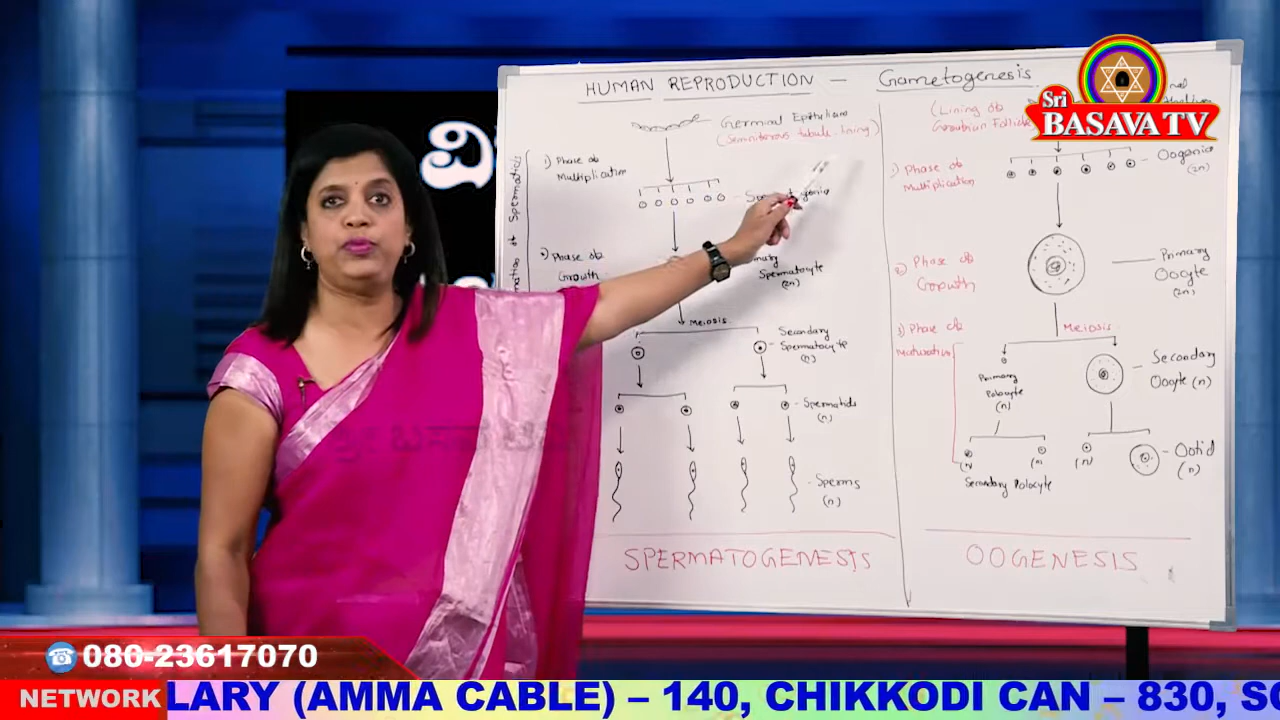 HUMAN REPRODUCTION — Gametogenesis
Germinal
(Seminiferous tubule lining)
1) Phase of
Multiplication
2) Phase of
Growth
Spermatocyte
(2n)
Meiosis
Secondary
Spermatocyte
(n)
Spermatids
(n)
Sperms
(n)
SPERMATOGENESIS
(Lining of
Graafian Follicle
1) Phase of
Multiplication
Oogonia
(2n)
2) Phase of
Growth
Primary
Oocyte
(2n)
3) Phase of
Maturation
Meiosis
Primary
Polocyte
(n)
Secondary
Oocyte (n)
(n)
Ootid
(n)
Secondary Polocyte
OOGENESIS
Sri
BASAVA TV
ಶ್ರೀ ಬಸವ ಟಿವಿ
080-23617070
NETWORK LARY (AMMA CABLE) – 140, CHIKKODI CAN – 830, SO